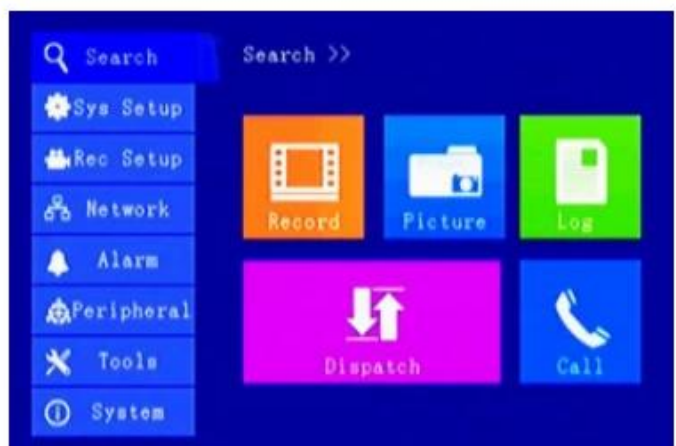 Search
Sys Setup
Rec Setup
Network
Alarm
Peripheral
Tools
System
Search >>
Record
Picture
Log
Dispatch
Call